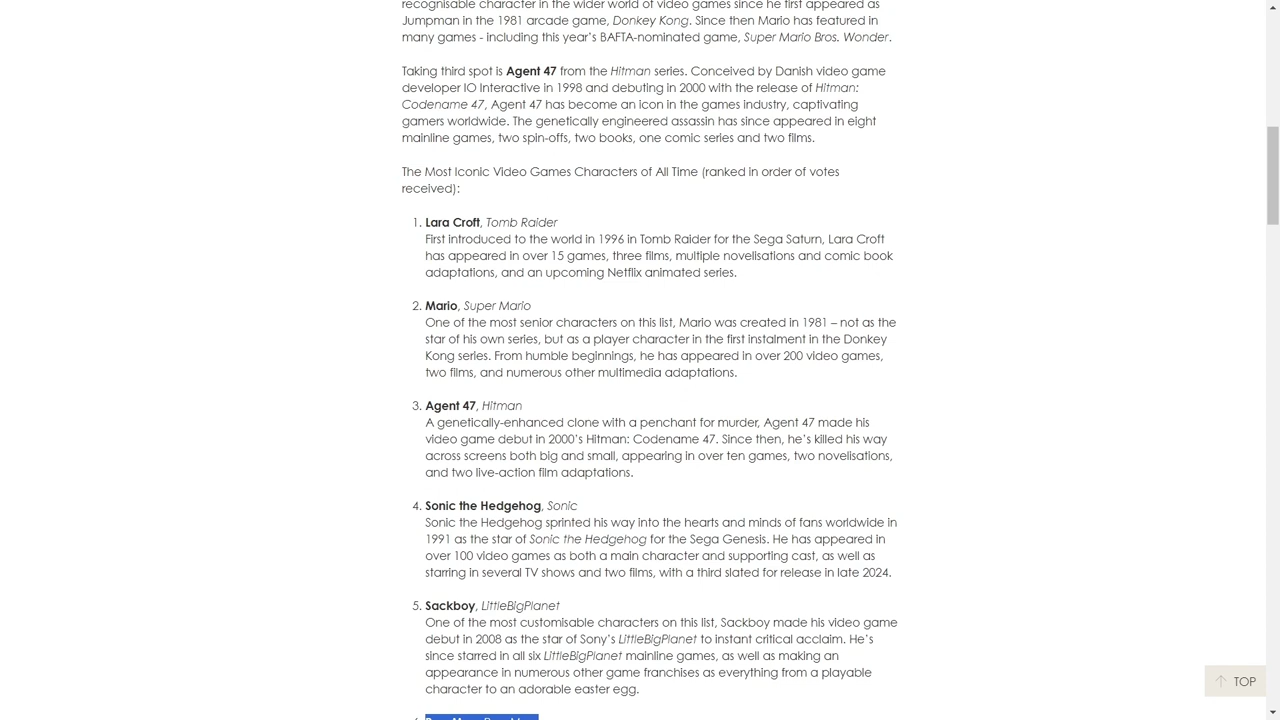 recognisable character in the wider world of video games since he first appeared as
Jumpman in the 1981 arcade game, Donkey Kong. Since then Mario has featured in
many games - including this year's BAFTA-nominated game, Super Mario Bros. Wonder.
Taking third spot is Agent 47 from the Hitman series. Conceived by Danish video game
developer IO Interactive in 1998 and debuting in 2000 with the release of Hitman:
Codename 47, Agent 47 has become an icon in the games industry, captivating
gamers worldwide. The genetically engineered assassin has since appeared in eight
mainline games, two spin-offs, two books, one comic series and two films.
The Most Iconic Video Games Characters of All Time (ranked in order of votes
received):
1. Lara Croft, Tomb Raider
First introduced to the world in 1996 in Tomb Raider for the Sega Saturn, Lara Croft
has appeared in over 15 games, three films, multiple novelisations and comic book
adaptations, and an upcoming Netflix animated series.
2. Mario, Super Mario
One of the most senior characters on this list, Mario was created in 1981 – not as the
star of his own series, but as a player character in the first instalment in the Donkey
Kong series. From humble beginnings, he has appeared in over 200 video games,
two films, and numerous other multimedia adaptations.
3. Agent 47, Hitman
A genetically-enhanced clone with a penchant for murder, Agent 47 made his
video game debut in 2000's Hitman: Codename 47. Since then, he's killed his way
across screens both big and small, appearing in over ten games, two novelisations,
and two live-action film adaptations.
4. Sonic the Hedgehog, Sonic
Sonic the Hedgehog sprinted his way into the hearts and minds of fans worldwide in
1991 as the star of Sonic the Hedgehog for the Sega Genesis. He has appeared in
over 100 video games as both a main character and supporting cast, as well as
starring in several TV shows and two films, with a third slated for release in late 2024.
5. Sackboy, LittleBigPlanet
One of the most customisable characters on this list, Sackboy made his video game
debut in 2008 as the star of Sony's LittleBigPlanet to instant critical acclaim. He's
since starred in all six LittleBigPlanet mainline games, as well as making an
appearance in numerous other game franchises as everything from a playable
character to an adorable easter egg.
TOP